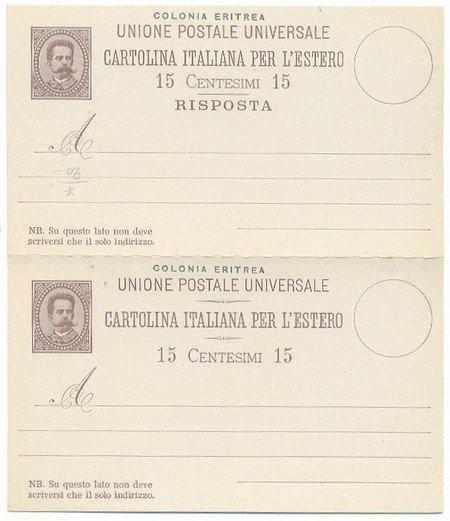 COLONIA ERITREA
UNIONE POSTALE UNIVERSALE
CARTOLINA ITALIANA PER L'ESTERO
15 CENTESIMI 15
RISPOSTA
A
NB. Su questo lato non deve
scriversi che il solo indirizzo.
COLONIA ERITREA
UNIONE POSTALE UNIVERSALE
CARTOLINA ITALIANA PER L'ESTERO
15 CENTESIMI 15
A
NB. Su questo lato non deve
scriversi che il solo indirizzo.